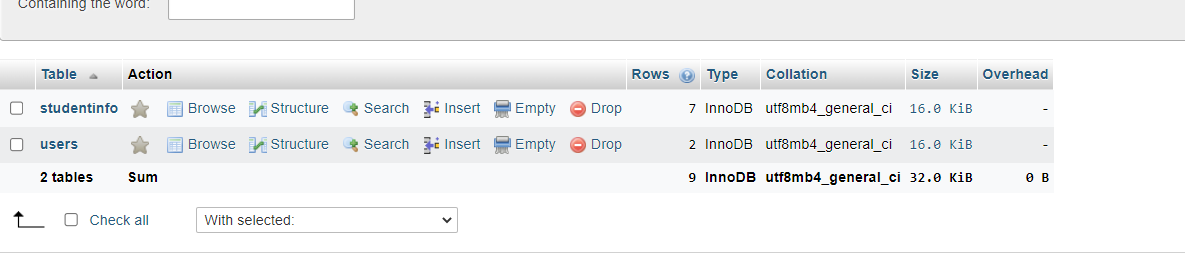 Containing the word:
Table Action Rows Type Collation Size Overhead
studentinfo Browse Structure Search Insert Empty Drop 7 InnoDB utf8mb4_general_ci 16.0 KiB -
users Browse Structure Search Insert Empty Drop 2 InnoDB utf8mb4_general_ci 16.0 KiB -
2 tables Sum 9 InnoDB utf8mb4_general_ci 32.0 KiB 0 B
Check all With selected: